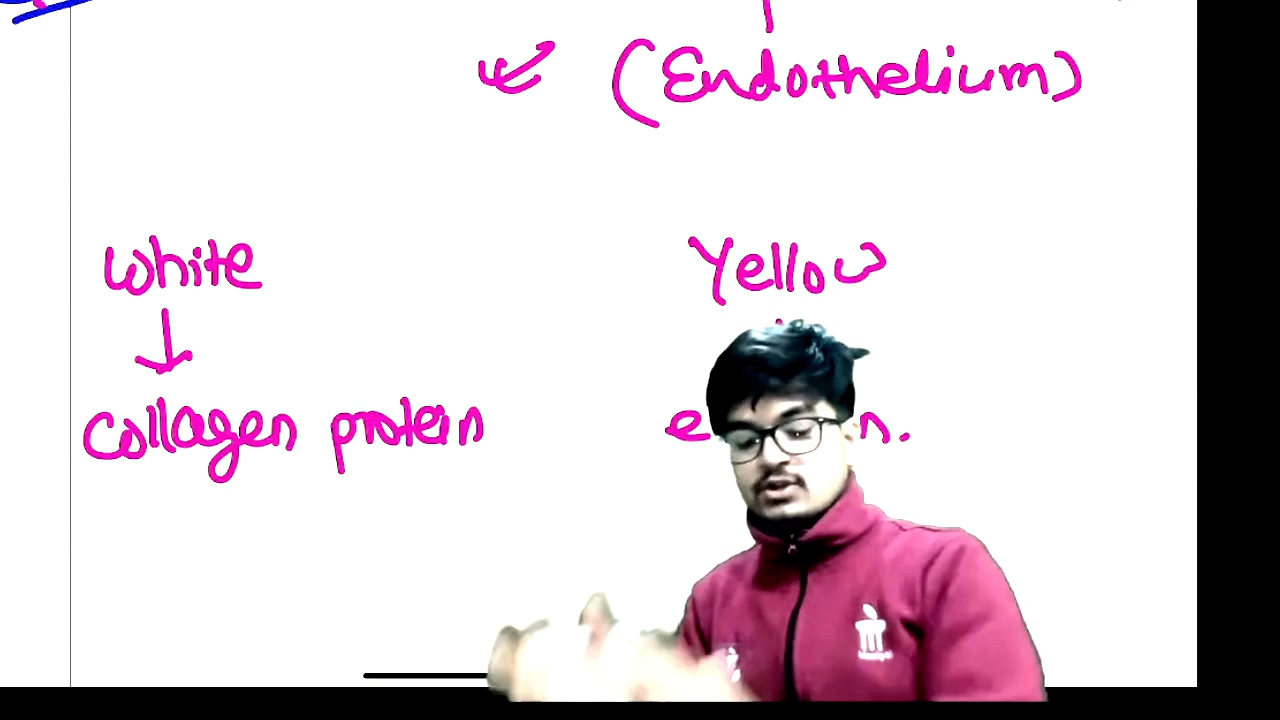 (Endothelium)
White Yellow
↓
Collagen protein